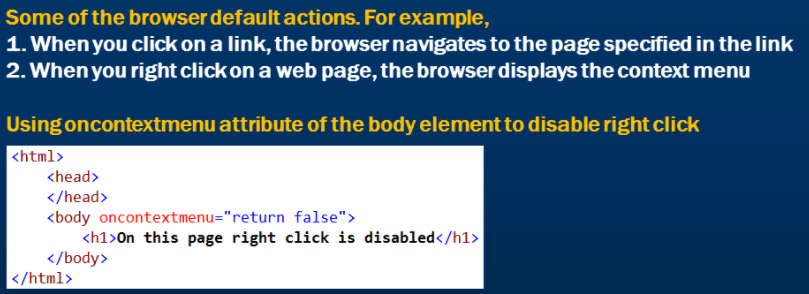 Some of the browser default actions. For example,
1. When you click on a link, the browser navigates to the page specified in the link
2. When you right click on a web page, the browser displays the context menu
Using oncontextmenu attribute of the body element to disable right click
<html>
    <head>
    </head>
    <body oncontextmenu="return false">
        <h1>On this page right click is disabled</h1>
    </body>
</html>